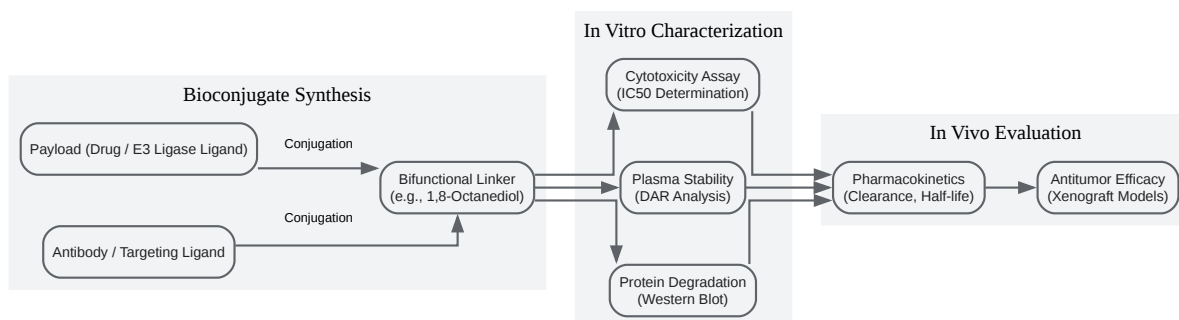 Bioconjugate Synthesis
Payload (Drug / E3 Ligase Ligand)
Conjugation
Antibody / Targeting Ligand
Conjugation
Bifunctional Linker
(e.g., 1,8-Octanediol)
In Vitro Characterization
Cytotoxicity Assay
(IC50 Determination)
Plasma Stability
(DAR Analysis)
Protein Degradation
(Western Blot)
In Vivo Evaluation
Pharmacokinetics
(Clearance, Half-life)
Antitumor Efficacy
(Xenograft Models)